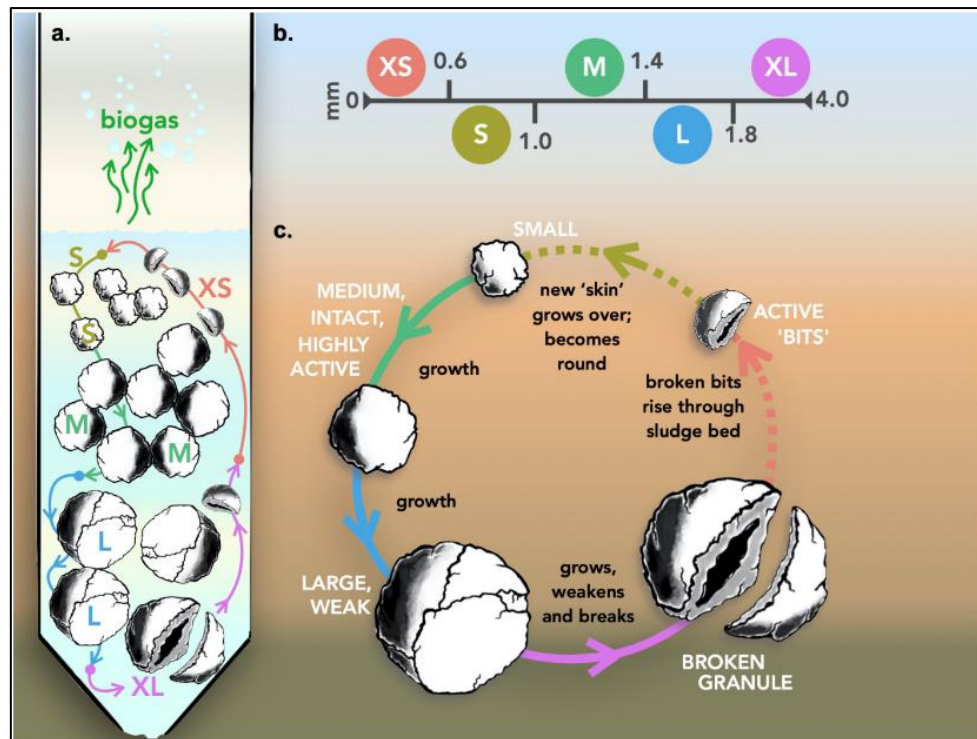 a.
biogas
S
XS
S
M
M
L
L
XL
b.
XS
0.6
M
1.4
XL
mm
0
4.0
S
1.0
L
1.8
c.
SMALL
MEDIUM,
INTACT,
HIGHLY
ACTIVE
new ‘skin’
grows over;
becomes
round
ACTIVE
'BITS'
growth
broken bits
rise through
sludge bed
growth
LARGE,
WEAK
grows,
weakens
and breaks
BROKEN
GRANULE